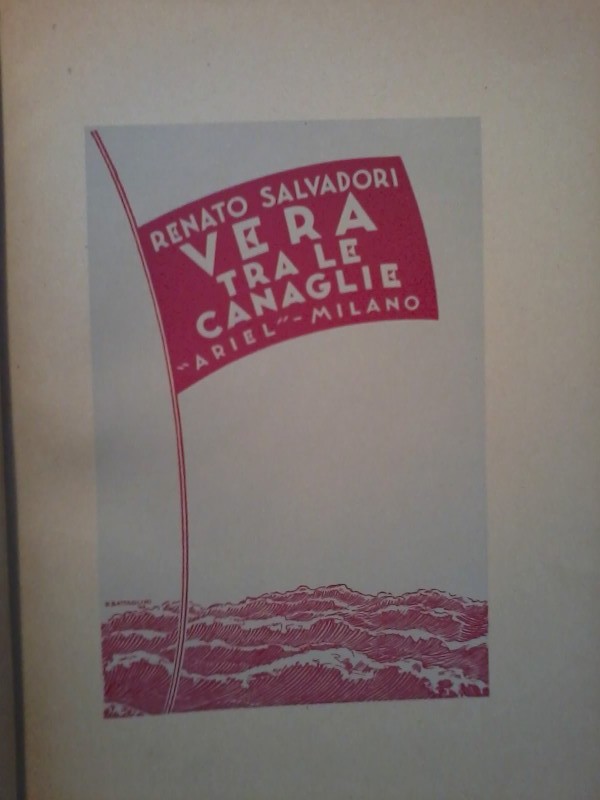 RENATO SALVADORI
VERA
TRA LE
CANAGLIE
"ARIEL" - MILANO